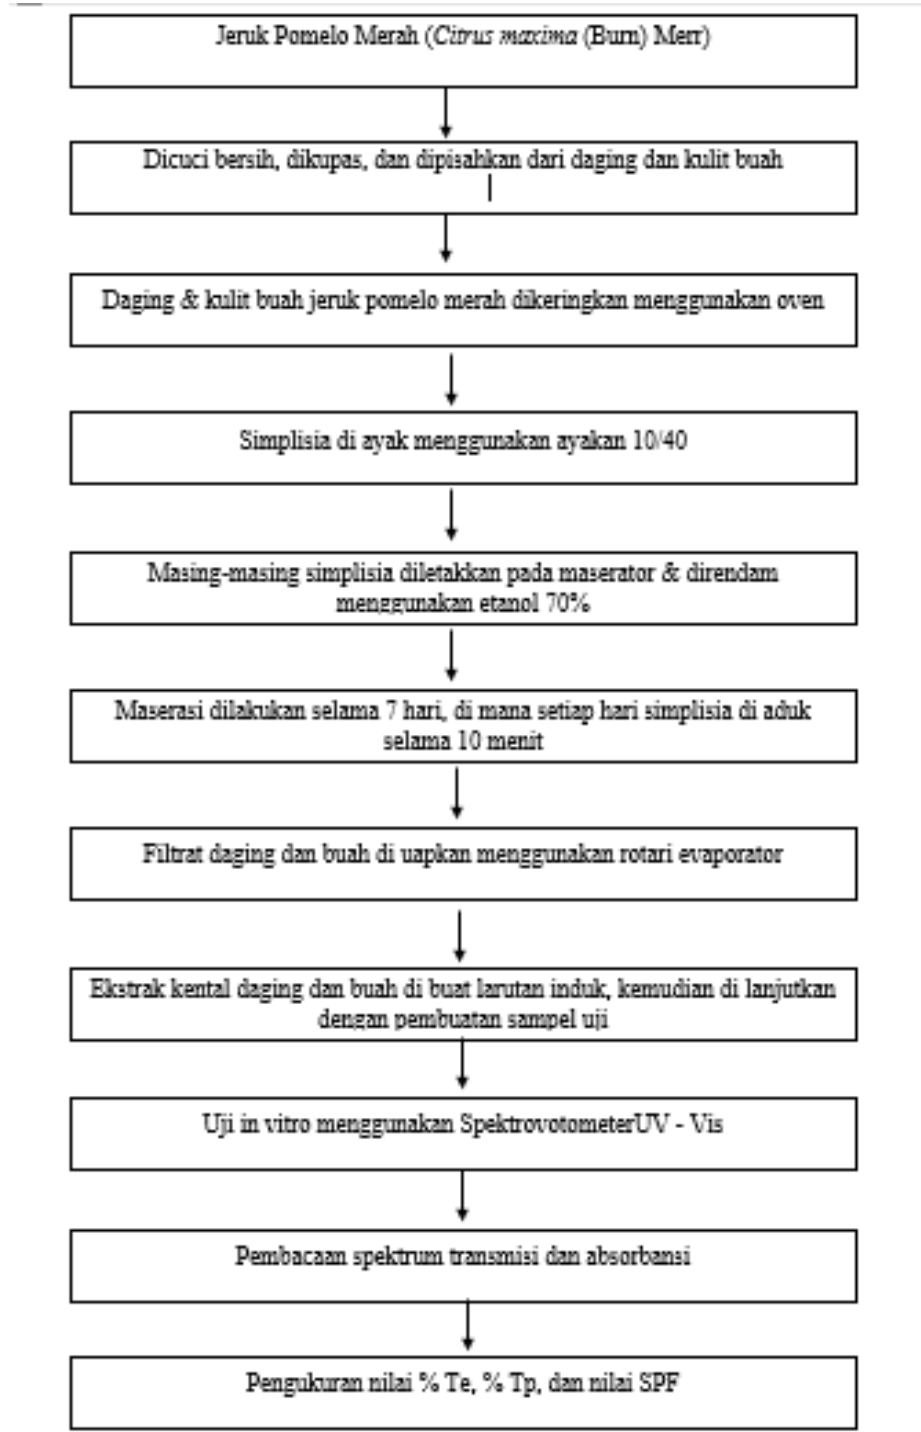 Jeruk Pomelo Merah (Citrus maxima (Burn) Merr)
Dicuci bersih, dikupas, dan dipisahkan dari daging dan kulit buah
Daging & kulit buah jeruk pomelo merah dikeringkan menggunakan oven
Simplisia di ayak menggunakan ayakan 10/40
Masing-masing simplisia diletakkan pada maserator & direndam
menggunakan etanol 70%
Maserasi dilakukan selama 7 hari, di mana setiap hari simplisia di aduk
selama 10 menit
Filtrat daging dan buah di uapkan menggunakan rotari evaporator
Ekstrak kental daging dan buah di buat larutan induk, kemudian di lanjutkan
dengan pembuatan sampel uji
Uji in vitro menggunakan SpektrovotometerUV - Vis
Pembacaan spektrum transmisi dan absorbansi
Pengukuran nilai % Te, % Tp, dan nilai SPF